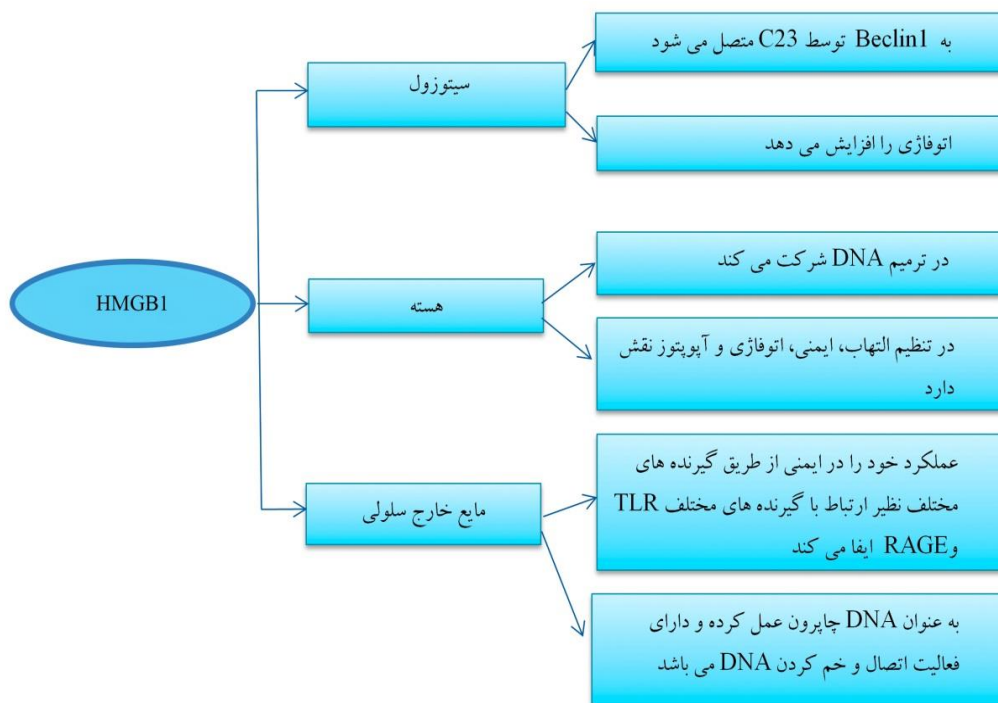 HMGB1
سیتوزول
به Beclin1 توسط C23 متصل می شود
اتوفاژی را افزایش می دهد
هسته
در ترمیم DNA شرکت می کند
در تنظیم التهاب، ایمنی، اتوفاژی و آپوپتوز نقش
دارد
مایع خارج سلولی
عملکرد خود را در ایمنی از طریق گیرنده های
مختلف نظیر ارتباط با گیرنده های مختلف TLR
وRAGE ایفا می کند
به عنوان DNA چاپرون عمل کرده و دارای
فعالیت اتصال و خم کردن DNA می باشد